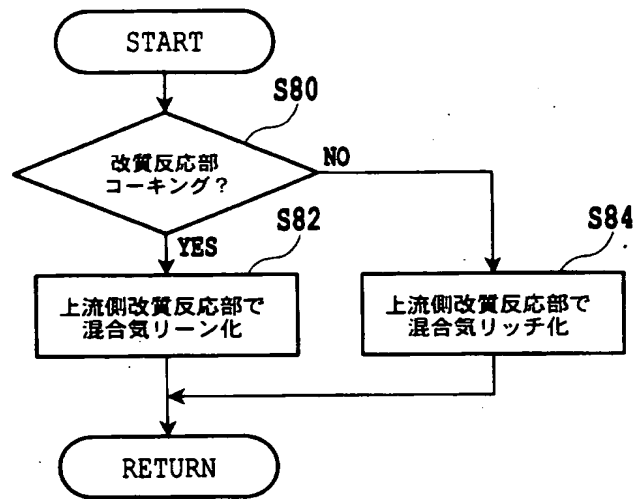 START
S80
改質反応部
コーキング？
NO
YES
S82
上流側改質反応部で
混合気リーン化
S84
上流側改質反応部で
混合気リッチ化
RETURN